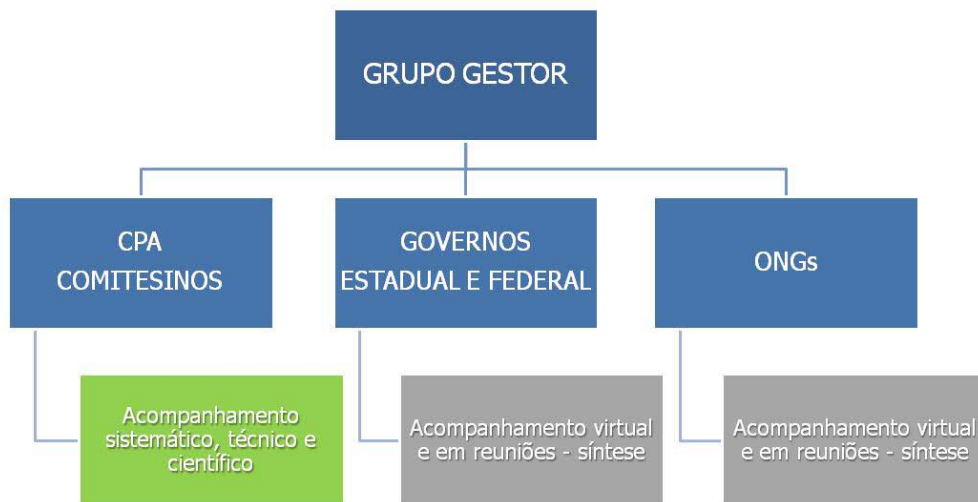 GRUPO GESTOR
CPA
COMITESINOS
GOVERNOS
ESTADUAL E FEDERAL
ONGs
Acompanhamento
sistemático, técnico e
científico
Acompanhamento virtual
e em reuniões - síntese
Acompanhamento virtual
e em reuniões - síntese